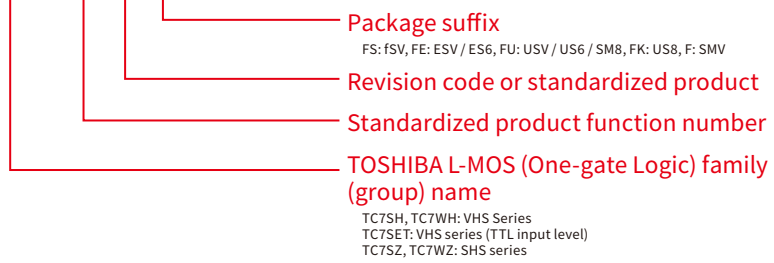 Package suffix
FS: fSV, FE: ESV / ES6, FU: USV / US6 / SM8, FK: US8, F: SMV
Revision code or standardized product
Standardized product function number
TOSHIBA L-MOS (One-gate Logic) family
(group) name
TC7SH, TC7WH: VHS Series
TC7SET: VHS series (TTL input level)
TC7SZ, TC7WZ: SHS series